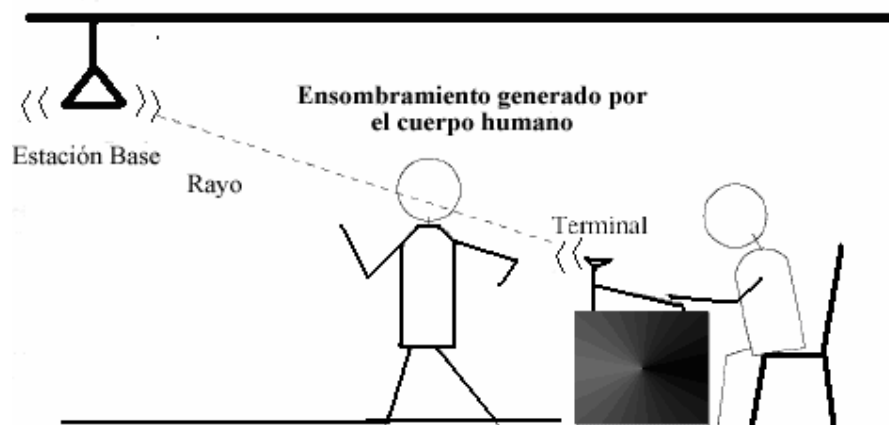 Ensombramiento generado por
el cuerpo humano
Estación Base
Rayo
Terminal